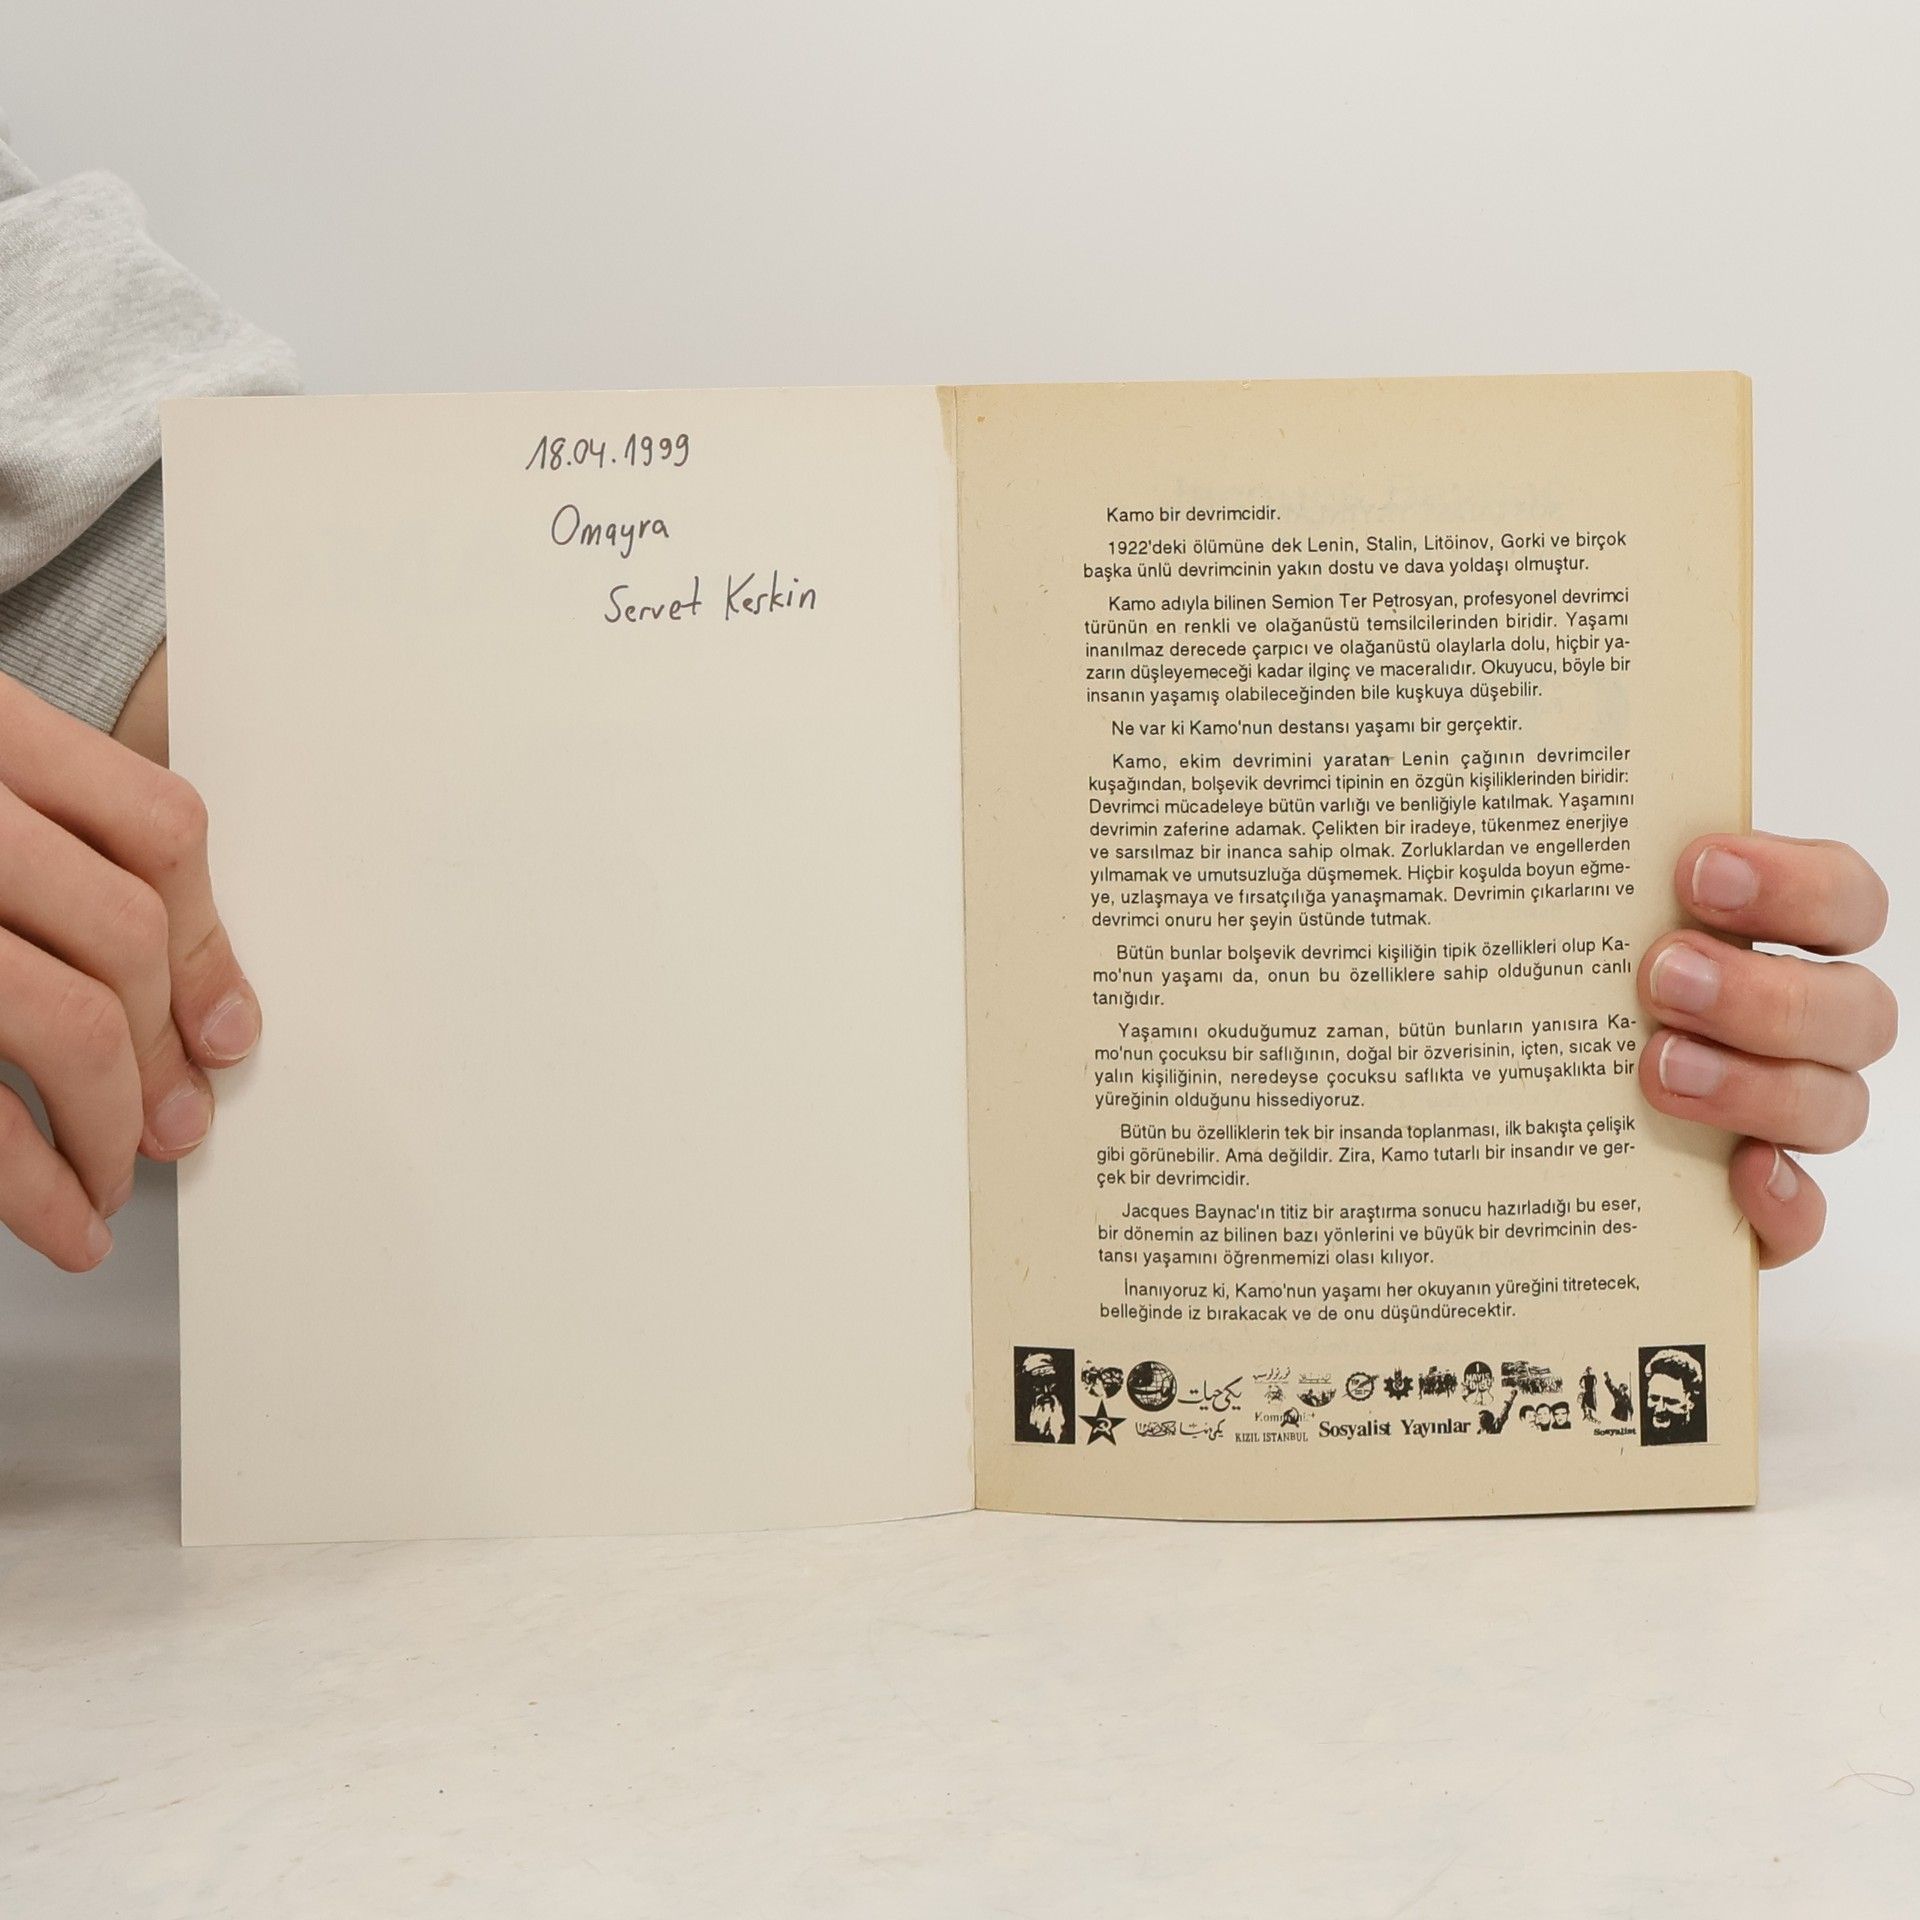 18.04.1999
Omayra
Servet Keskin
Kamo bir devrimcidir.
1922'deki ölümüne dek Lenin, Stalin, Litöinov, Gorki ve birçok
başka ünlü devrimcinin yakın dostu ve dava yoldaşı olmuştur.
Kamo adıyla bilinen Semion Ter Petrosyan, profesyonel devrimci
türünün en renkli ve olağanüstü temsilcilerinden biridir. Yaşamı
inanılmaz derecede çarpıcı ve olağanüstü olaylarla dolu, hiçbir ya-
zarın düşleyemeceği kadar ilginç ve maceralıdır. Okuyucu, böyle bir
insanın yaşamış olabileceğinden bile kuşkuya düşebilir.
Ne var ki Kamo'nun destansı yaşamı bir gerçektir.
Kamo, ekim devrimini yaratan Lenin çağının devrimciler
kuşağından, bolşevik devrimci tipinin en özgün kişiliklerinden biridir:
Devrimci mücadeleye bütün varlığı ve benliğiyle katılmak. Yaşamını
devrimin zaferine adamak. Çelikten bir iradeye, tükenmez enerjiye
ve sarsılmaz bir inanca sahip olmak. Zorluklardan ve engellerden
yılmamak ve umutsuzluğa düşmemek. Hiçbir koşulda boyun eğme-
ye, uzlaşmaya ve fırsatçılığa yanaşmamak. Devrimin çıkarlarını ve
devrimci onuru her şeyin üstünde tutmak.
Bütün bunlar bolşevik devrimci kişiliğin tipik özellikleri olup Ka-
mo'nun yaşamı da, onun bu özelliklere sahip olduğunun canlı
tanığıdır.
Yaşamını okuduğumuz zaman, bütün bunların yanısıra Ka-
mo'nun çocuksu bir saflığının, doğal bir özverisinin, içten, sıcak ve
yalın kişiliğinin, neredeyse çocuksu saflıkta ve yumuşaklıkta bir
yüreğinin olduğunu hissediyoruz.
Bütün bu özelliklerin tek bir insanda toplanması, ilk bakışta çelişik
gibi görünebilir. Ama değildir. Zira, Kamo tutarlı bir insandır ve ger-
çek bir devrimcidir.
Jacques Baynac'ın titiz bir araştırma sonucu hazırladığı bu eser,
bir dönemin az bilinen bazı yönlerini ve büyük bir devrimcinin des-
tansı yaşamını öğrenmemizi olası kılıyor.
İnanıyoruz ki, Kamo'nun yaşamı her okuyanın yüreğini titretecek,
belleğinde iz bırakacak ve de onu düşündürecektir.
KIZIL ISTANBUL Sosyalist Yayınlar Sosyalist